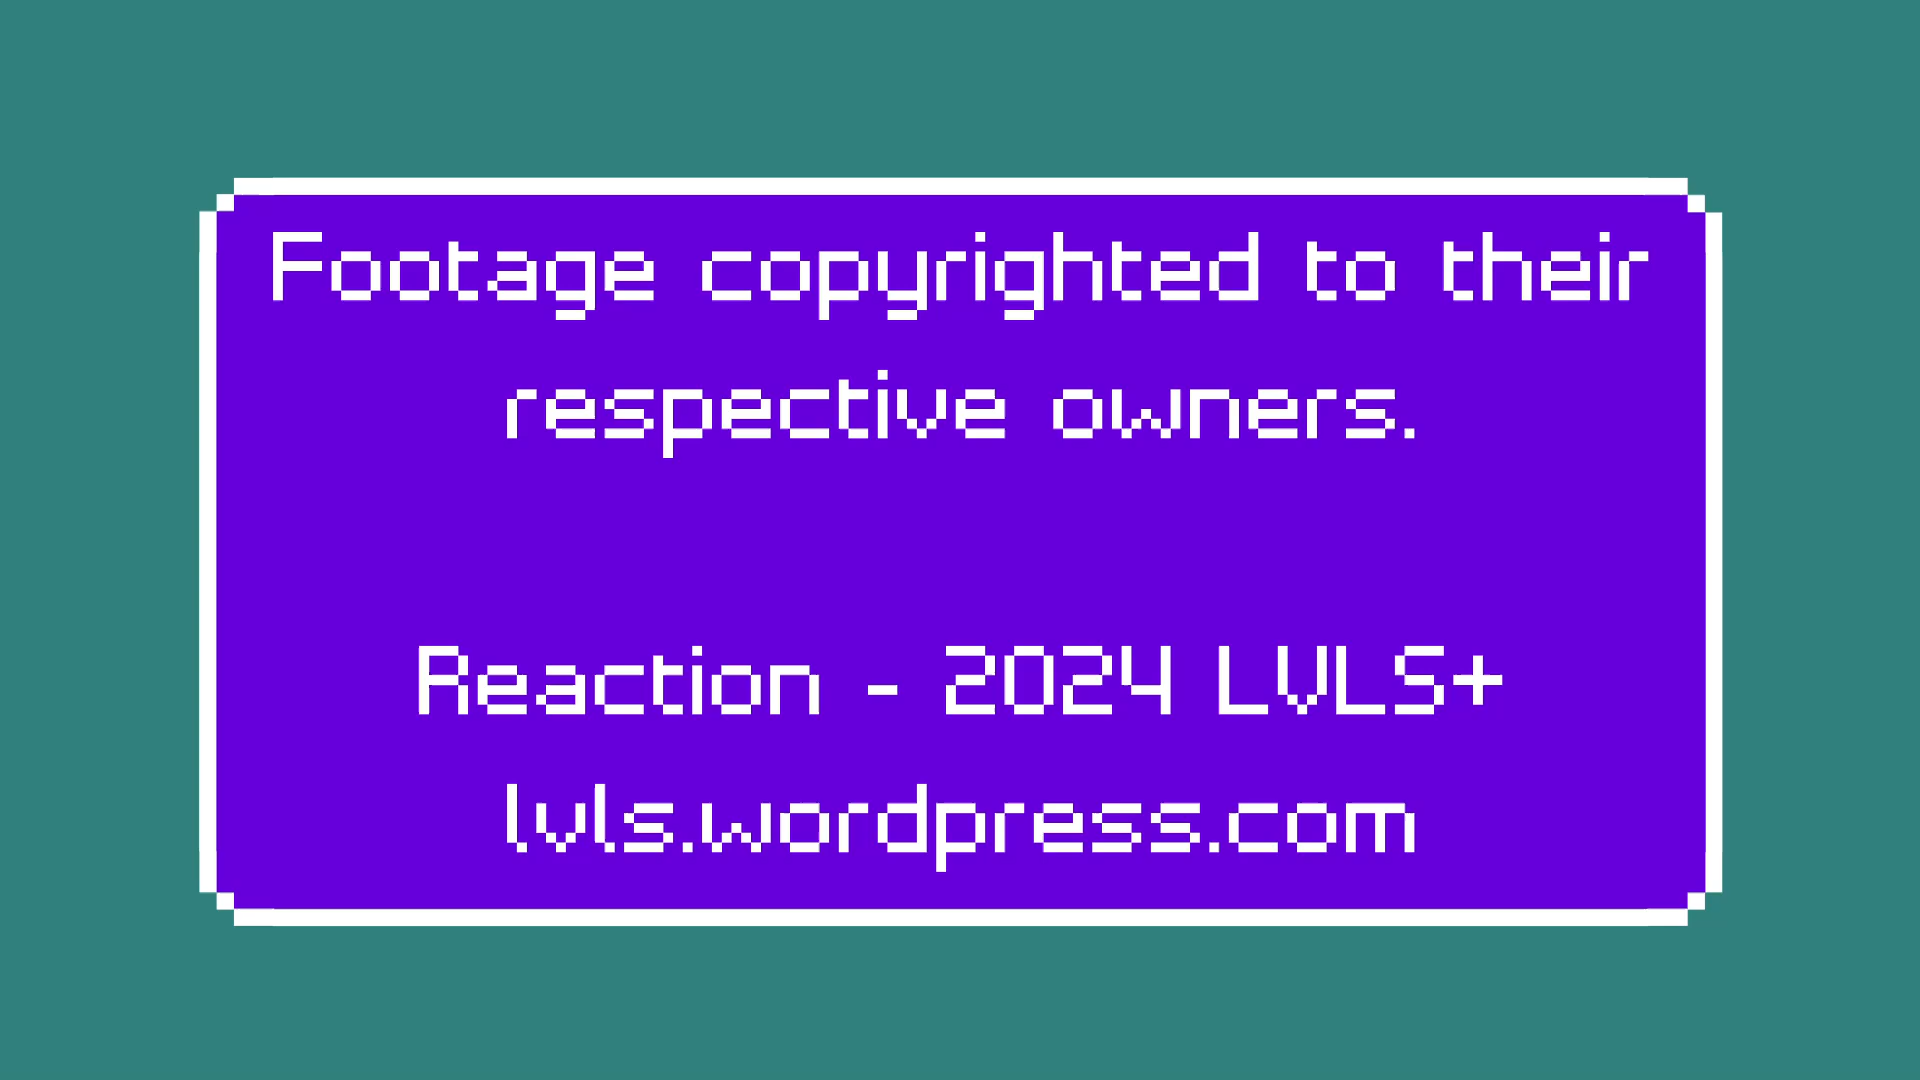 Footage copyrighted to their
respective owners.
Reaction - 2024 LVLS+
lvls.wordpress.com